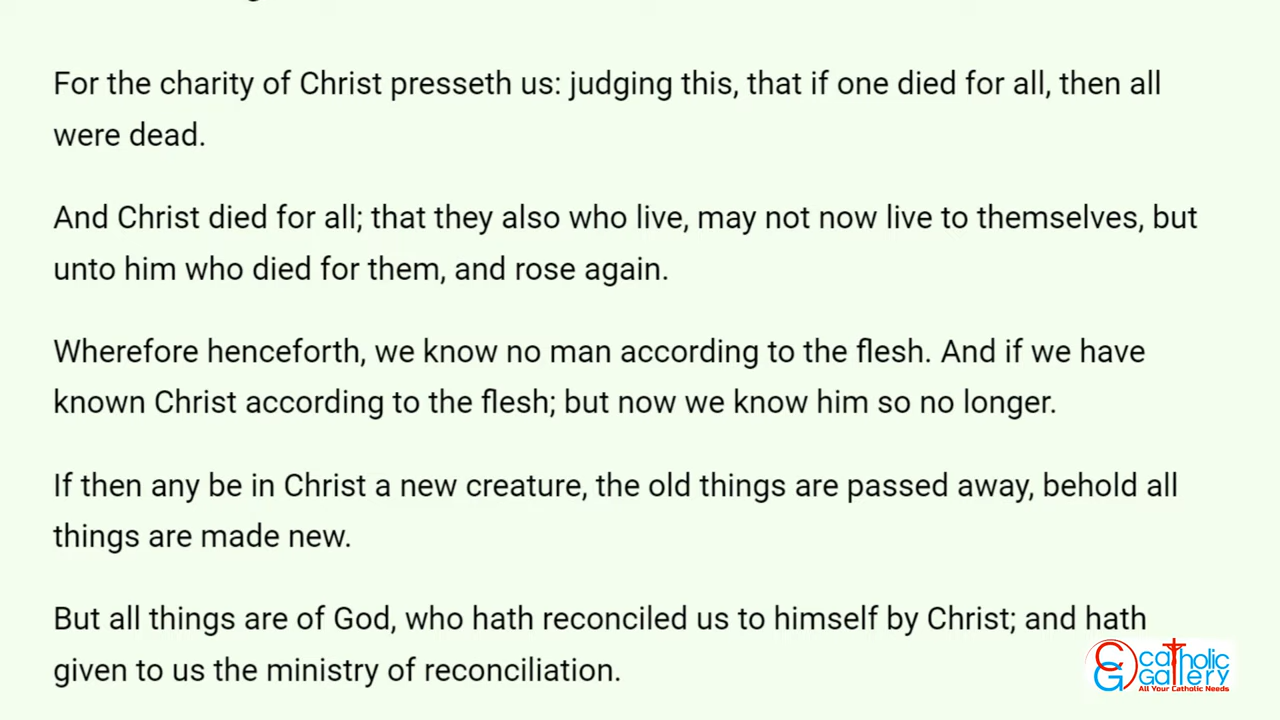 For the charity of Christ presseth us: judging this, that if one died for all, then all
were dead.
And Christ died for all; that they also who live, may not now live to themselves, but
unto him who died for them, and rose again.
Wherefore henceforth, we know no man according to the flesh. And if we have
known Christ according to the flesh; but now we know him so no longer.
If then any be in Christ a new creature, the old things are passed away, behold all
things are made new.
But all things are of God, who hath reconciled us to himself by Christ; and hath
given to us the ministry of reconciliation.
CG catholic
Gallery
All Your Catholic Needs